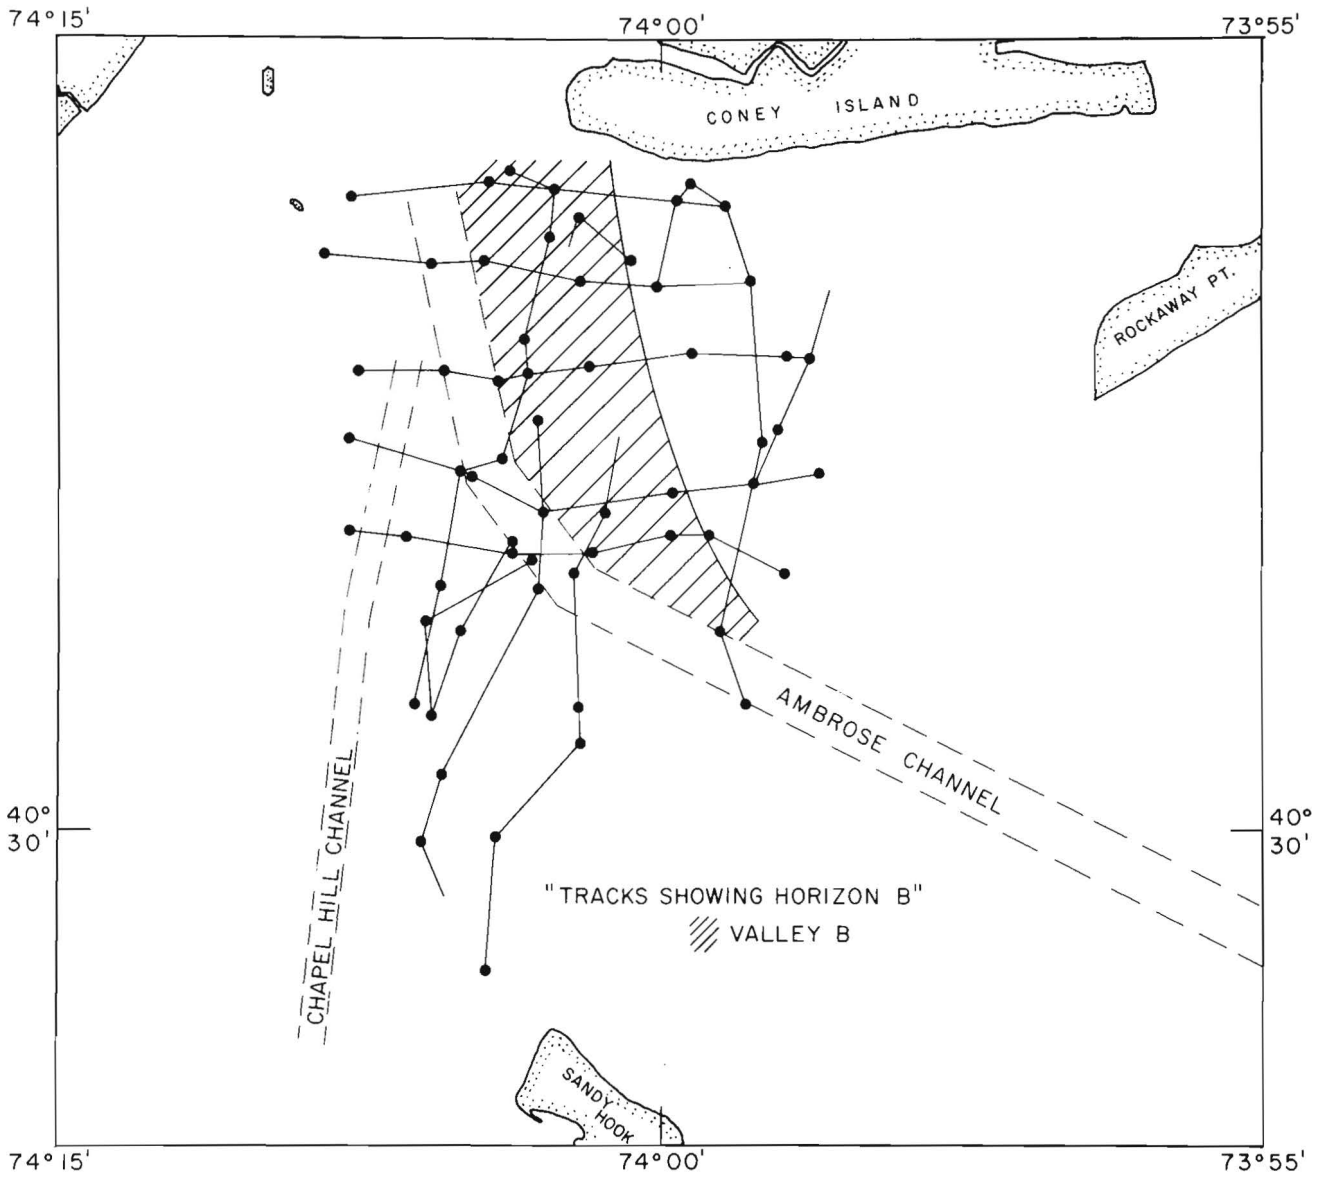 74°15'
74°00'
73°55'
CONEY ISLAND
ROCKAWAY PT.
AMBROSE CHANNEL
CHAPEL HILL CHANNEL
40°
30'
40°
30'
"TRACKS SHOWING HORIZON B"
VALLEY B
SANDY
HOOK
74°15'
74°00'
73°55'